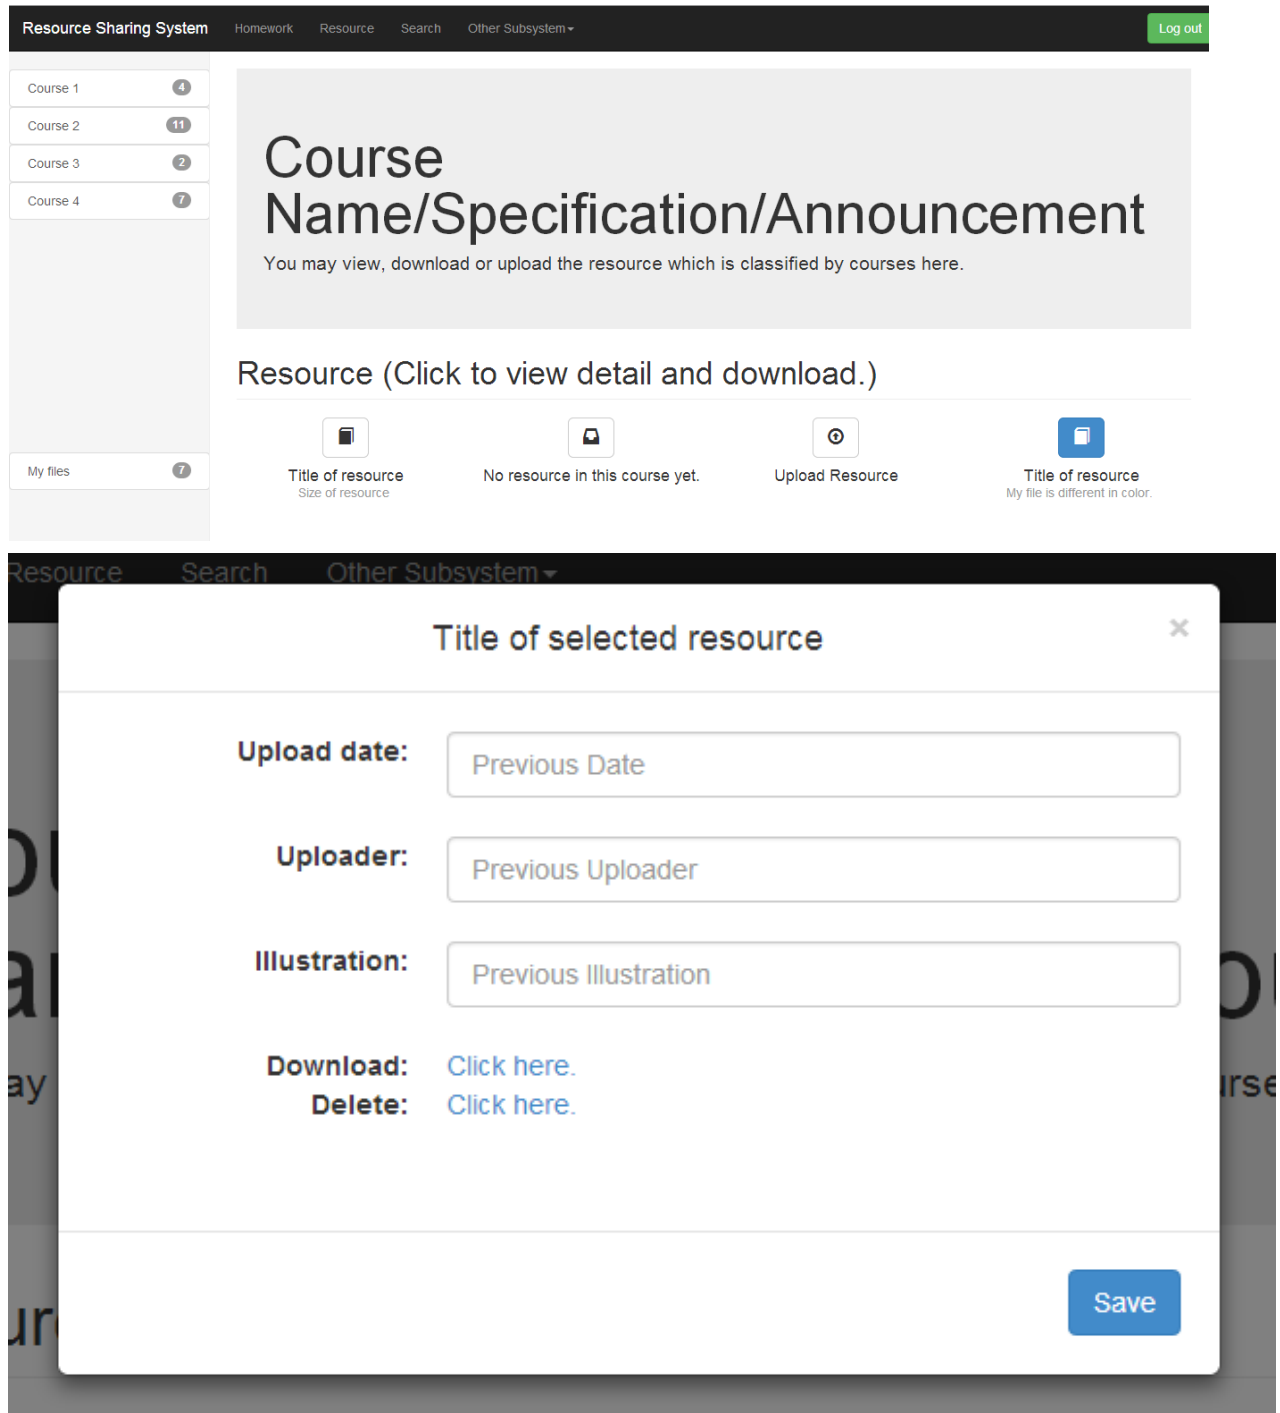 Resource Sharing System Homework Resource Search Other Subsystem Log out
Course 1 4
Course 2 11
Course 3 2
Course 4 7
My files 7
Course
Name/Specification/Announcement
You may view, download or upload the resource which is classified by courses here.
Resource (Click to view detail and download.)
Title of resource
Size of resource
No resource in this course yet.
Upload Resource
Title of resource
My file is different in color.
Resource Search Other Subsystem
Title of selected resource ×
Upload date: Previous Date
Uploader: Previous Uploader
Illustration: Previous Illustration
Download: Click here.
Delete: Click here.
Save